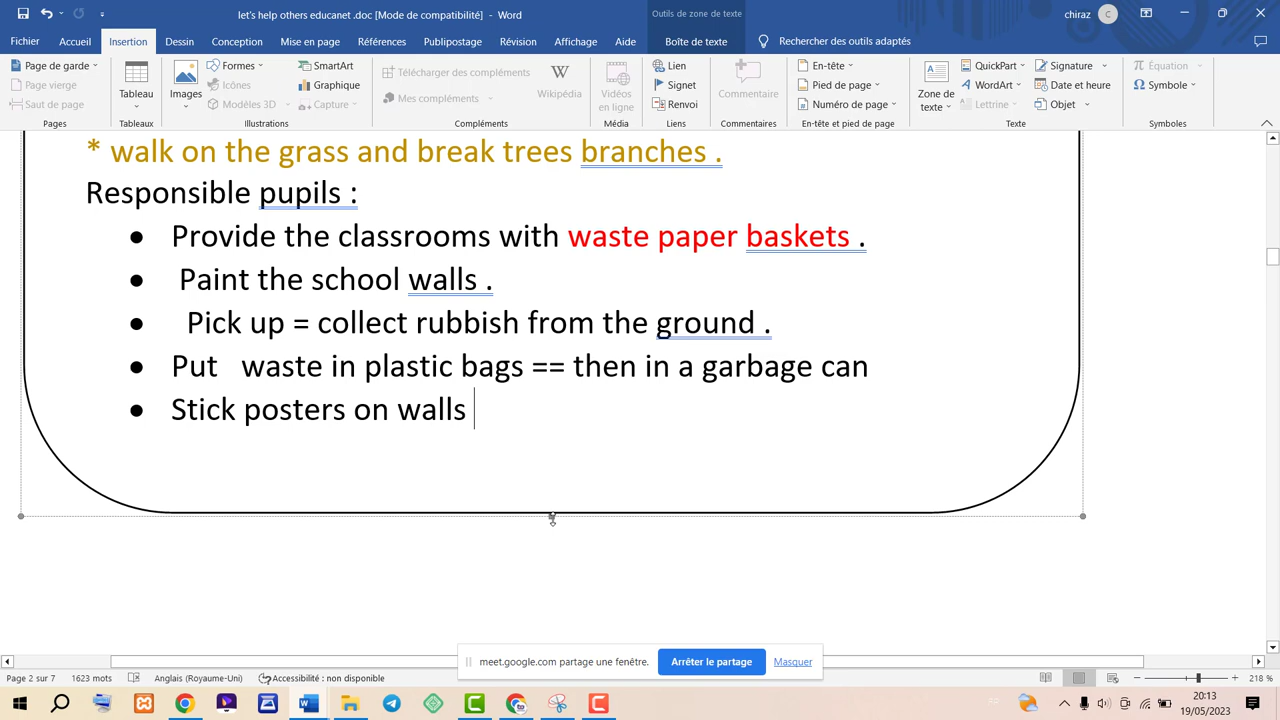 let's help others educanet .doc [Mode de compatibilité] - Word
Outils de zone de texte
chiraz C
Fichier Accueil Insertion Dessin Conception Mise en page Références Publipostage Révision Affichage Aide Boîte de texte Rechercher des outils adaptés
Page de garde
Page vierge
Saut de page
Pages
Tableau
Tableaux
Images
Formes
Icônes
Modèles 3D
SmartArt
Graphique
Capture
Illustrations
Télécharger des compléments
Mes compléments
Wikipédia
Compléments
Vidéos en ligne
Média
Lien
Signet
Renvoi
Liens
Commentaire
Commentaires
En-tête
Pied de page
Numéro de page
En-tête et pied de page
Zone de texte
QuickPart
WordArt
Lettrine
Signature
Date et heure
Objet
Texte
Équation
Symbole
Symboles
* walk on the grass and break trees branches .
Responsible pupils :
• Provide the classrooms with waste paper baskets .
• Paint the school walls .
• Pick up = collect rubbish from the ground .
• Put waste in plastic bags == then in a garbage can
• Stick posters on walls
meet.google.com partage une fenêtre. Arrêter le partage Masquer
Page 2 sur 7 1623 mots Anglais (Royaume-Uni) Accessibilité : non disponible 218 %
20:13
19/05/2023